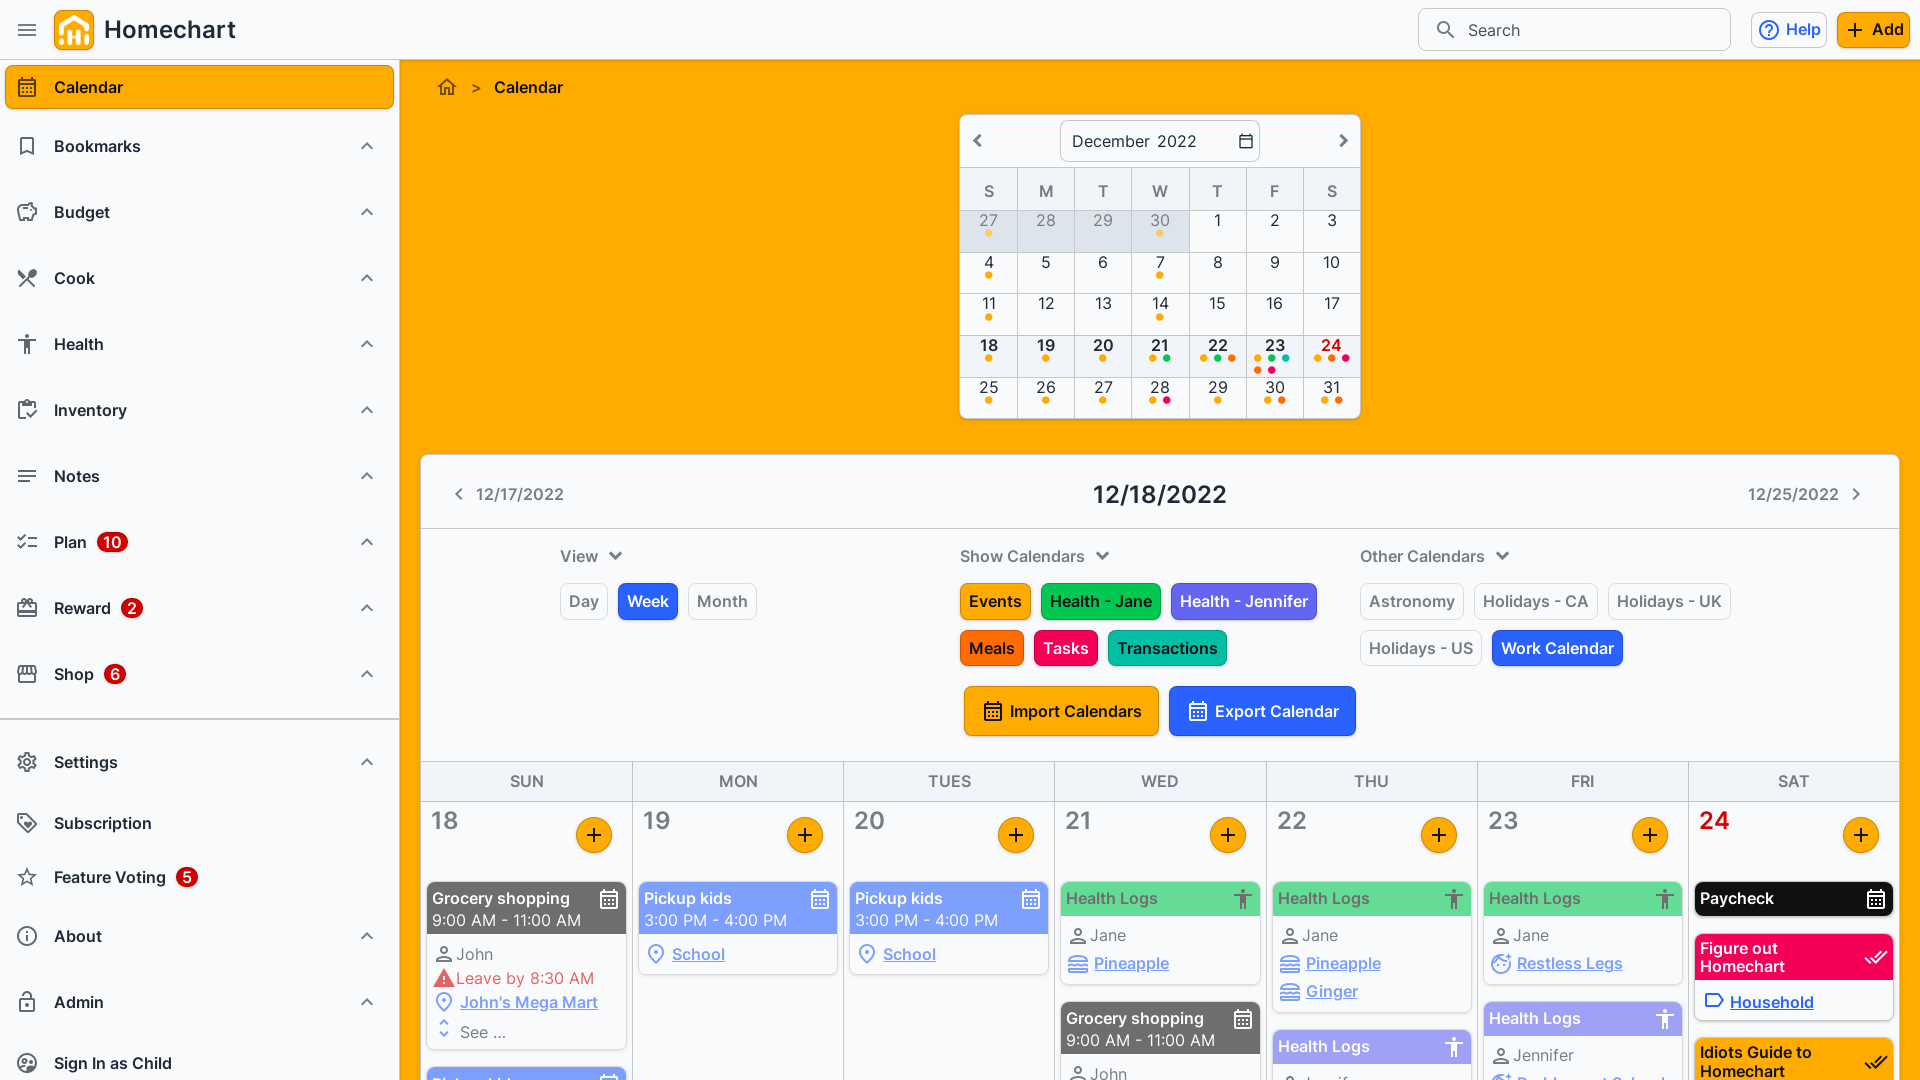 Homechart
Search
Help
Add
Calendar
Bookmarks
Budget
Cook
Health
Inventory
Notes
Plan 10
Reward 2
Shop 6
Settings
Subscription
Feature Voting 5
About
Admin
Sign In as Child
> Calendar
December 2022
S M T W T F S
27 28 29 30 1 2 3
4 5 6 7 8 9 10
11 12 13 14 15 16 17
18 19 20 21 22 23 24
25 26 27 28 29 30 31
12/17/2022
12/18/2022
12/25/2022
View
Day Week Month
Show Calendars
Events Health - Jane Health - Jennifer
Meals Tasks Transactions
Other Calendars
Astronomy Holidays - CA Holidays - UK
Holidays - US Work Calendar
Import Calendars
Export Calendar
SUN MON TUES WED THU FRI SAT
18
Grocery shopping
9:00 AM - 11:00 AM
John
Leave by 8:30 AM
John's Mega Mart
See ...
19
Pickup kids
3:00 PM - 4:00 PM
School
20
Pickup kids
3:00 PM - 4:00 PM
School
21
Health Logs
Jane
Pineapple
Grocery shopping
9:00 AM - 11:00 AM
John
22
Health Logs
Jane
Pineapple
Ginger
Health Logs
23
Health Logs
Jane
Restless Legs
Health Logs
Jennifer
24
Paycheck
Figure out
Homechart
Household
Idiots Guide to
Homechart